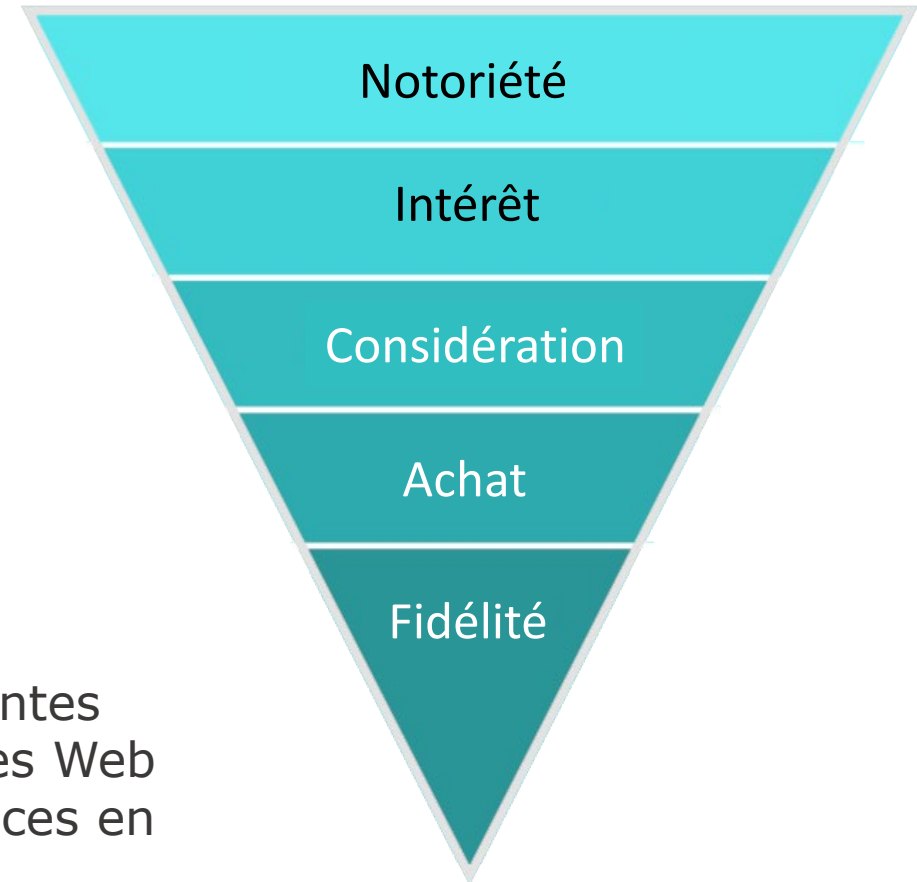 Notoriété
Intérêt
Considération
Achat
Fidélité
ntes
es Web
ces en